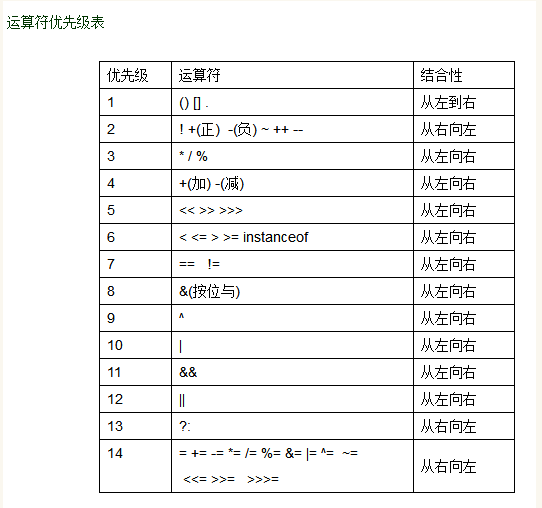 运算符优先级表
优先级 运算符 结合性
1 () [] . 从左到右
2 ! +(正) -(负) ~ ++ -- 从右向左
3 * / % 从左向右
4 +(加) -(减) 从左向右
5 << >> >>> 从左向右
6 < <= > >= instanceof 从左向右
7 == != 从左向右
8 &(按位与) 从左向右
9 ^ 从左向右
10 | 从左向右
11 && 从左向右
12 || 从左向右
13 ?: 从右向左
14 = += -= *= /= %= &= |= ^= ~= 从右向左
<<= >>= >>>=